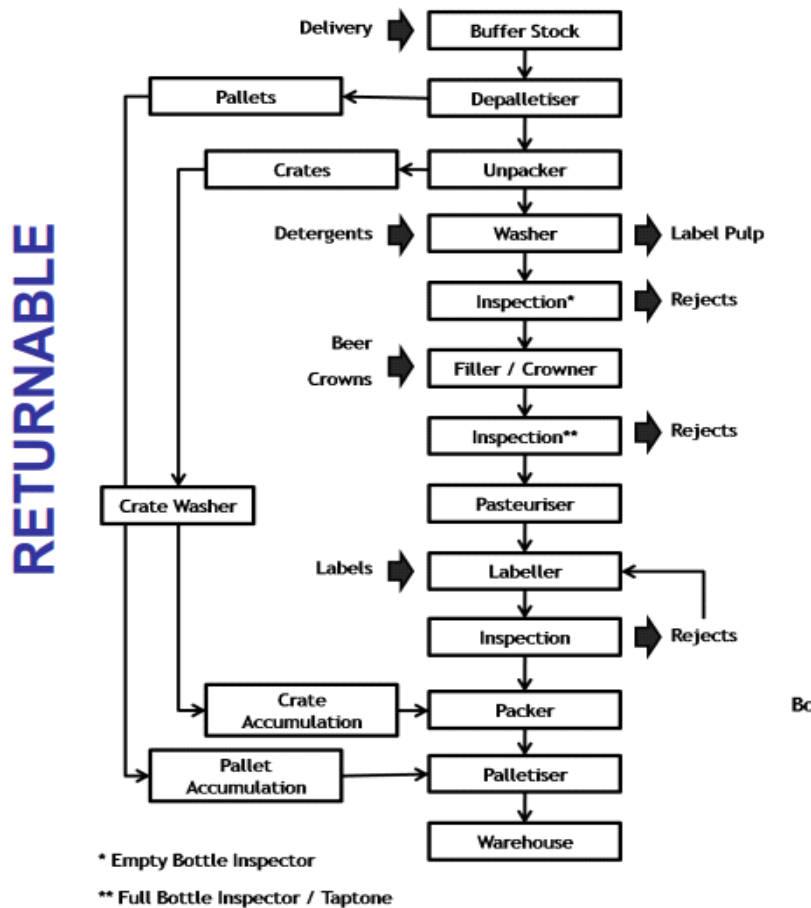 RETURNABLE
Delivery
Buffer Stock
Pallets
Depalletiser
Crates
Unpacker
Detergents
Washer
Label Pulp
Inspection*
Rejects
Beer
Crowns
Filler / Crowner
Inspection**
Rejects
Crate Washer
Pasteuriser
Labels
Labeller
Inspection
Rejects
Crate
Accumulation
Packer
Bo
Pallet
Accumulation
Palletiser
Warehouse
* Empty Bottle Inspector
** Full Bottle Inspector / Taptone